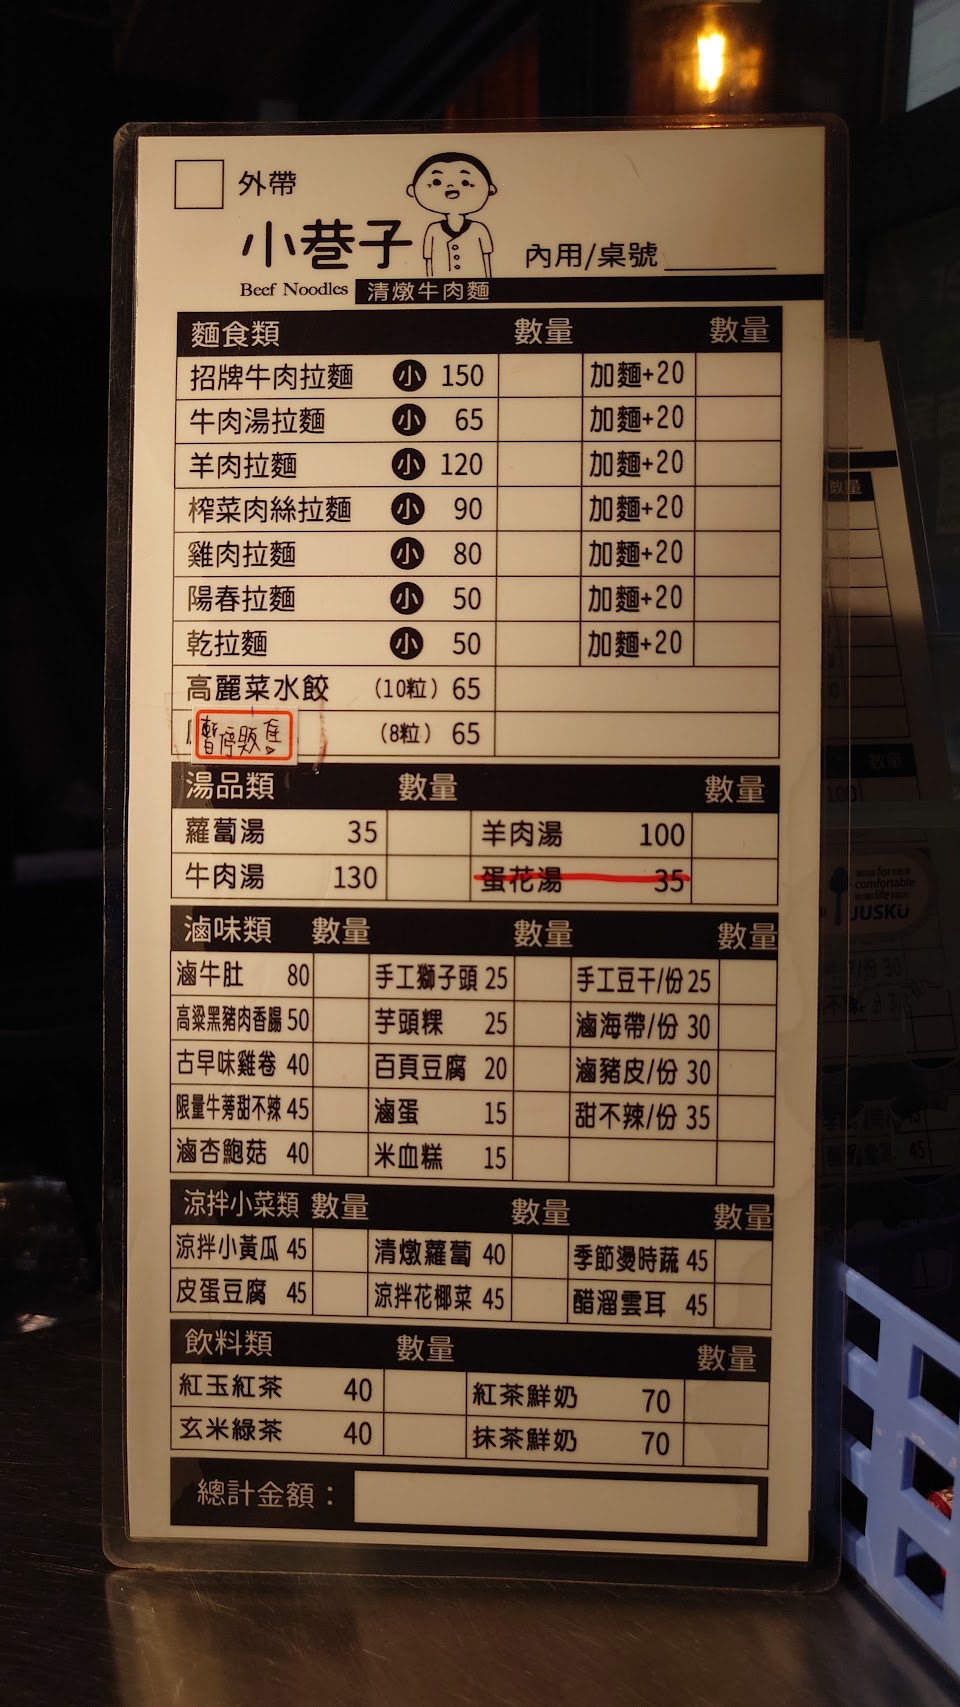 外帶
小巷子
內用/桌號
Beef Noodles 清燉牛肉麵
麵食類 數量 數量
招牌牛肉拉麵 小 150 加麵+20
牛肉湯拉麵 小 65 加麵+20
羊肉拉麵 小 120 加麵+20
榨菜肉絲拉麵 小 90 加麵+20
雞肉拉麵 小 80 加麵+20
陽春拉麵 小 50 加麵+20
乾拉麵 小 50 加麵+20
高麗菜水餃 (10粒) 65
暫停販售 (8粒) 65
湯品類 數量 數量
蘿蔔湯 35 羊肉湯 100
牛肉湯 130 蛋花湯 35
滷味類 數量 數量 數量
滷牛肚 80 手工獅子頭 25 手工豆干/份 25
高粱黑豬肉香腸 50 芋頭粿 25 滷海帶/份 30
古早味雞卷 40 百頁豆腐 20 滷豬皮/份 30
限量牛蒡甜不辣 45 滷蛋 15 甜不辣/份 35
滷杏鮑菇 40 米血糕 15
涼拌小菜類 數量 數量 數量
涼拌小黃瓜 45 清燉蘿蔔 40 季節燙時蔬 45
皮蛋豆腐 45 涼拌花椰菜 45 醋溜雲耳 45
飲料類 數量 數量
紅玉紅茶 40 紅茶鮮奶 70
玄米綠茶 40 抹茶鮮奶 70
總計金額：
數量
數量
100
for
comfortable
life
JUSKU
45